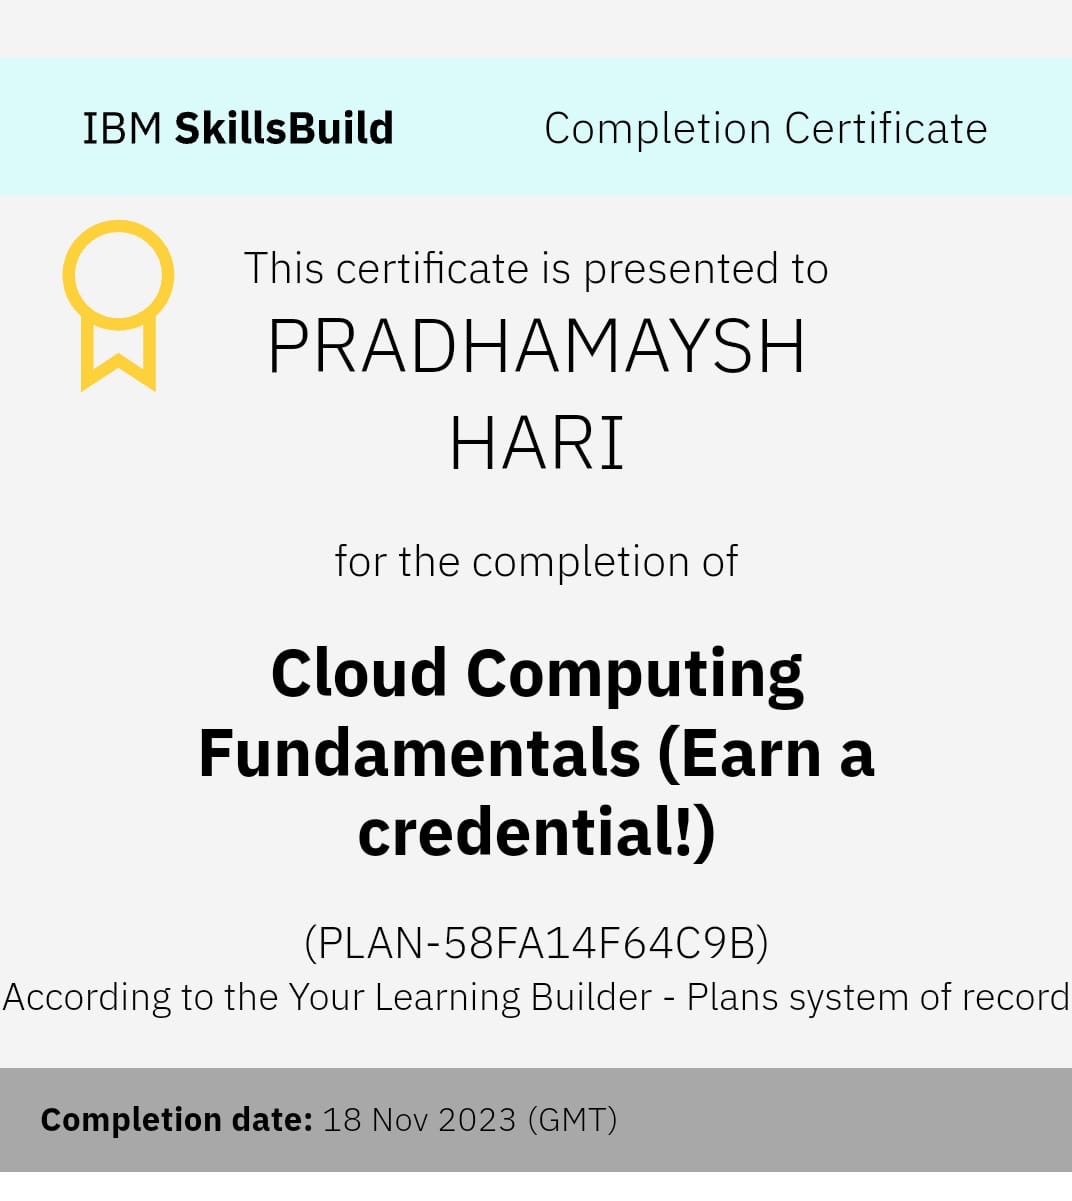 IBM SkillsBuild Completion Certificate
This certificate is presented to
PRADHAMAYSH
HARI
for the completion of
Cloud Computing
Fundamentals (Earn a
credential!)
(PLAN-58FA14F64C9B)
According to the Your Learning Builder - Plans system of record
Completion date: 18 Nov 2023 (GMT)